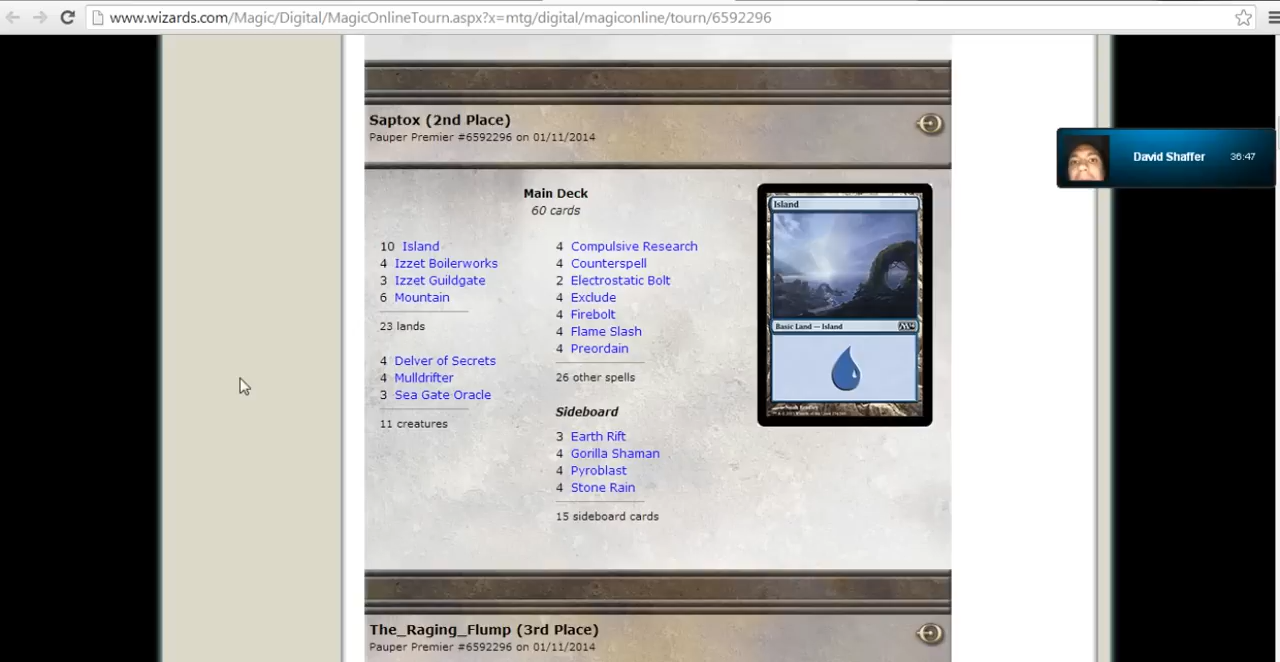 www.wizards.com/Magic/Digital/MagicOnlineTourn.aspx?x=mtg/digital/magiconline/tourn/6592296
Saptox (2nd Place)
Pauper Premier #6592296 on 01/11/2014
David Shaffer 36:47
Main Deck
60 cards
10 Island
4 Izzet Boilerworks
3 Izzet Guildgate
6 Mountain
23 lands
4 Delver of Secrets
4 Mulldrifter
3 Sea Gate Oracle
11 creatures
4 Compulsive Research
4 Counterspell
2 Electrostatic Bolt
4 Exclude
4 Firebolt
4 Flame Slash
4 Preordain
26 other spells
Sideboard
3 Earth Rift
4 Gorilla Shaman
4 Pyroblast
4 Stone Rain
15 sideboard cards
Island
Basic Land — Island
The_Raging_Flump (3rd Place)
Pauper Premier #6592296 on 01/11/2014